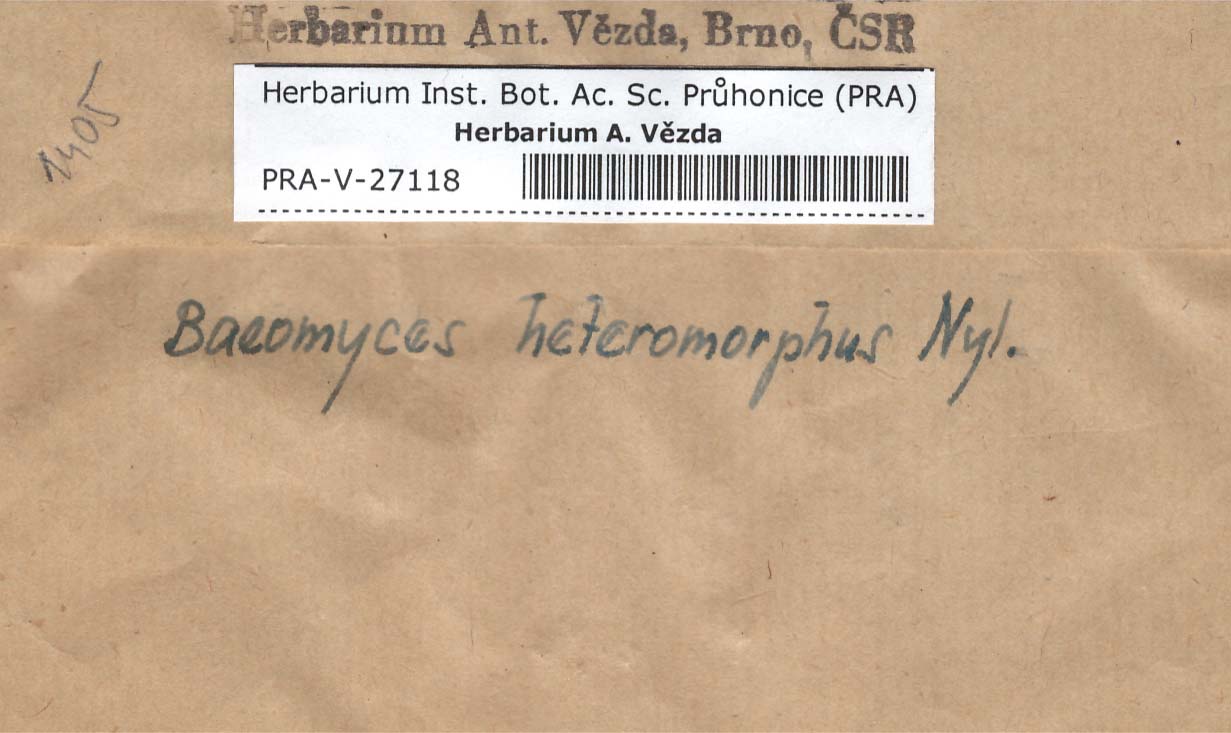 Herbarium Ant. Vězda, Brno, ČSR
1405
Herbarium Inst. Bot. Ac. Sc. Průhonice (PRA)
Herbarium A. Vězda
PRA-V-27118
Baeomyces heteromorphus Nyl.